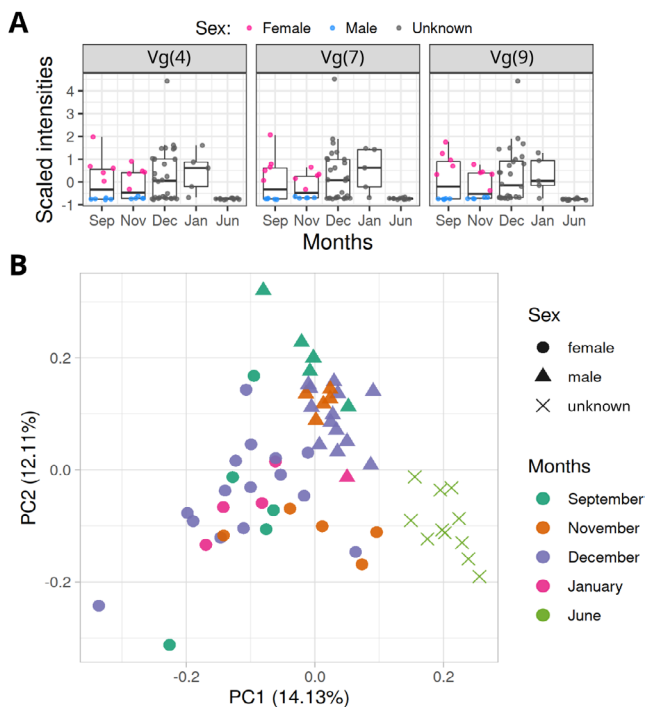 A
Sex: Female Male Unknown
Vg(4) Vg(7) Vg(9)
Scaled intensities
4
3
2
1
0
-1
Sep Nov Dec Jan Jun Sep Nov Dec Jan Jun Sep Nov Dec Jan Jun
Months
B
PC2 (12.11%)
0.2
0.0
-0.2
-0.2 0.0 0.2
PC1 (14.13%)
Sex
female
male
unknown
Months
September
November
December
January
June